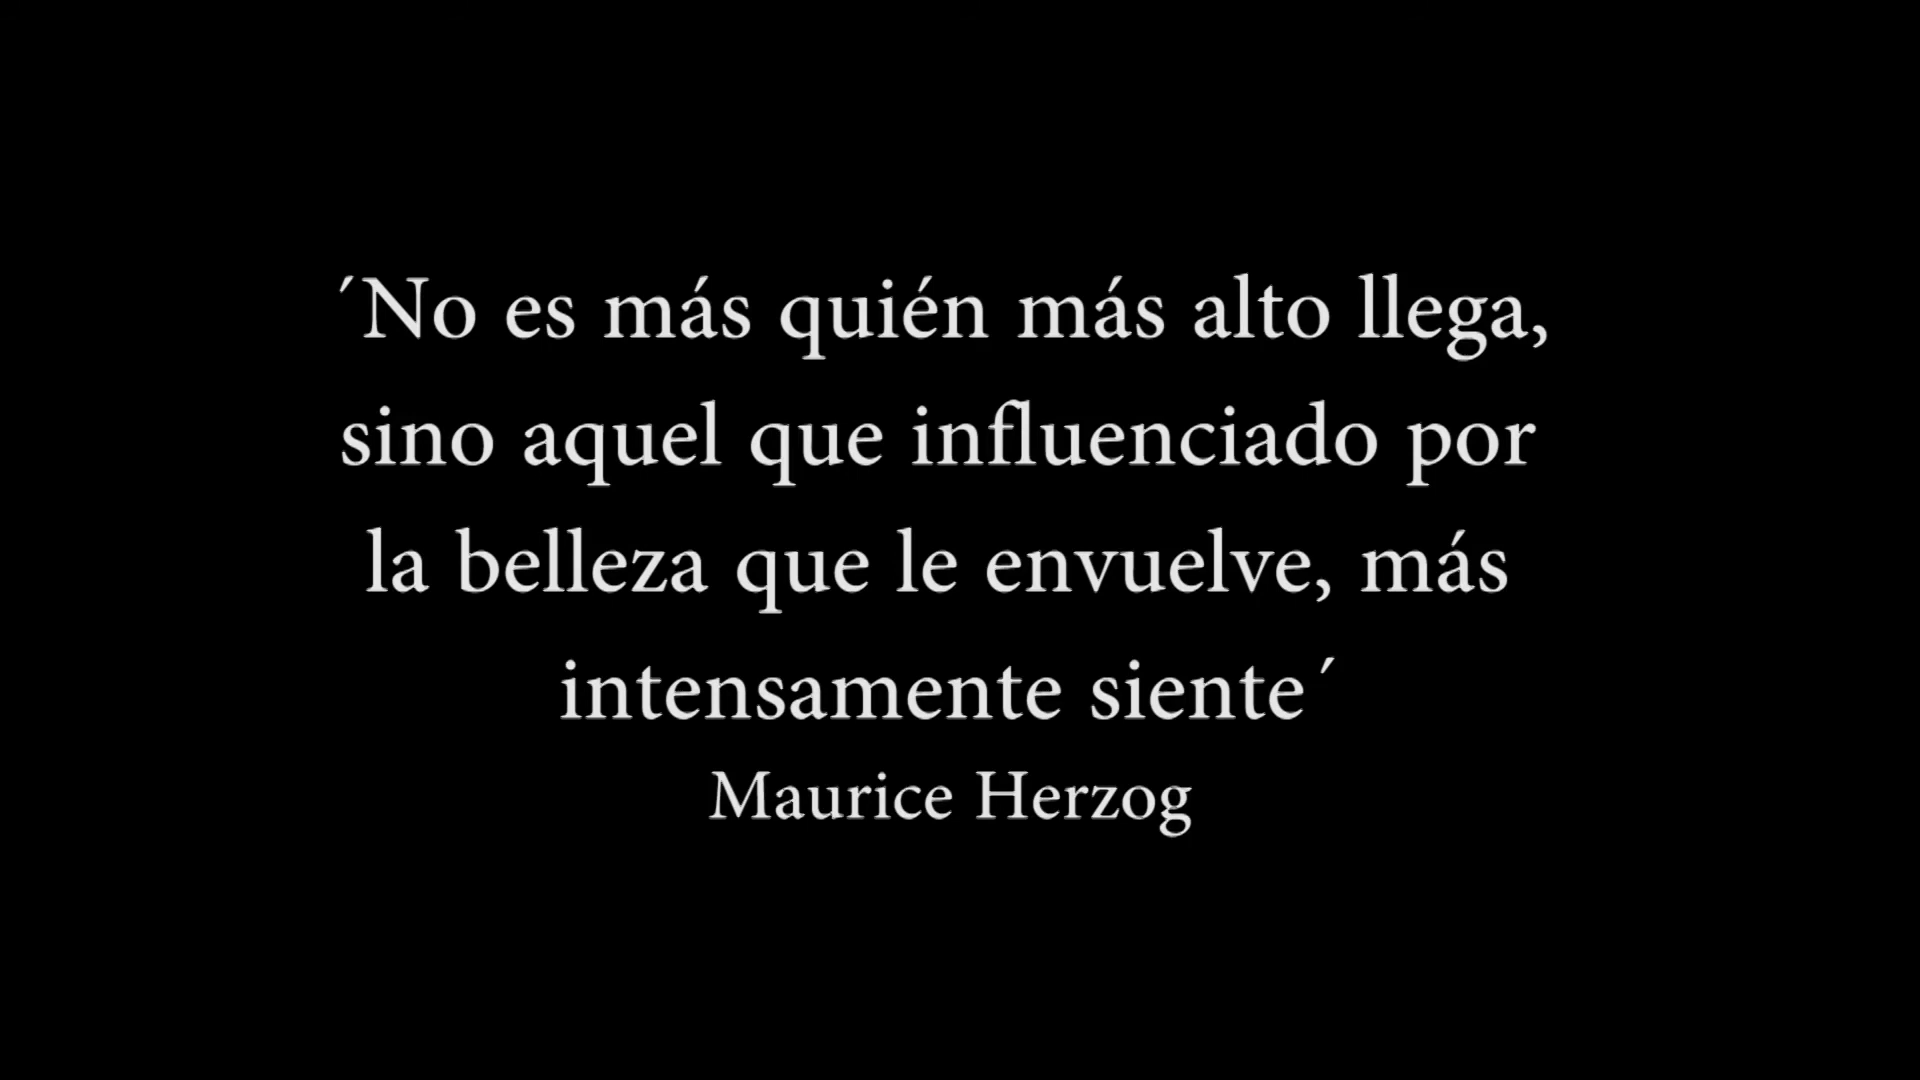 ´No es más quién más alto llega,
sino aquel que influenciado por
la belleza que le envuelve, más
intensamente siente´
Maurice Herzog